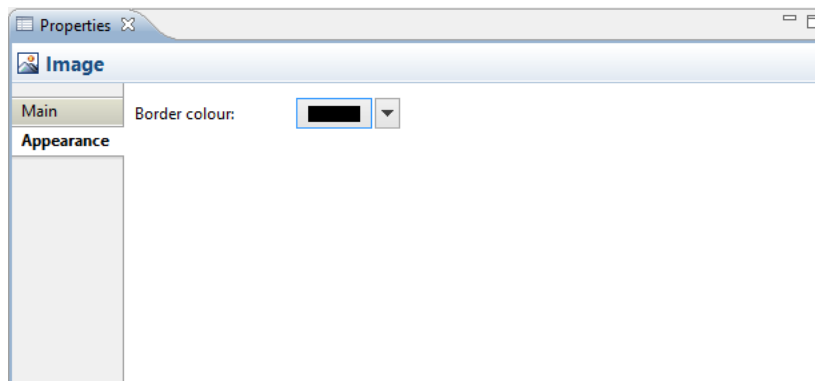 Properties
Image
Main
Border colour:
Appearance